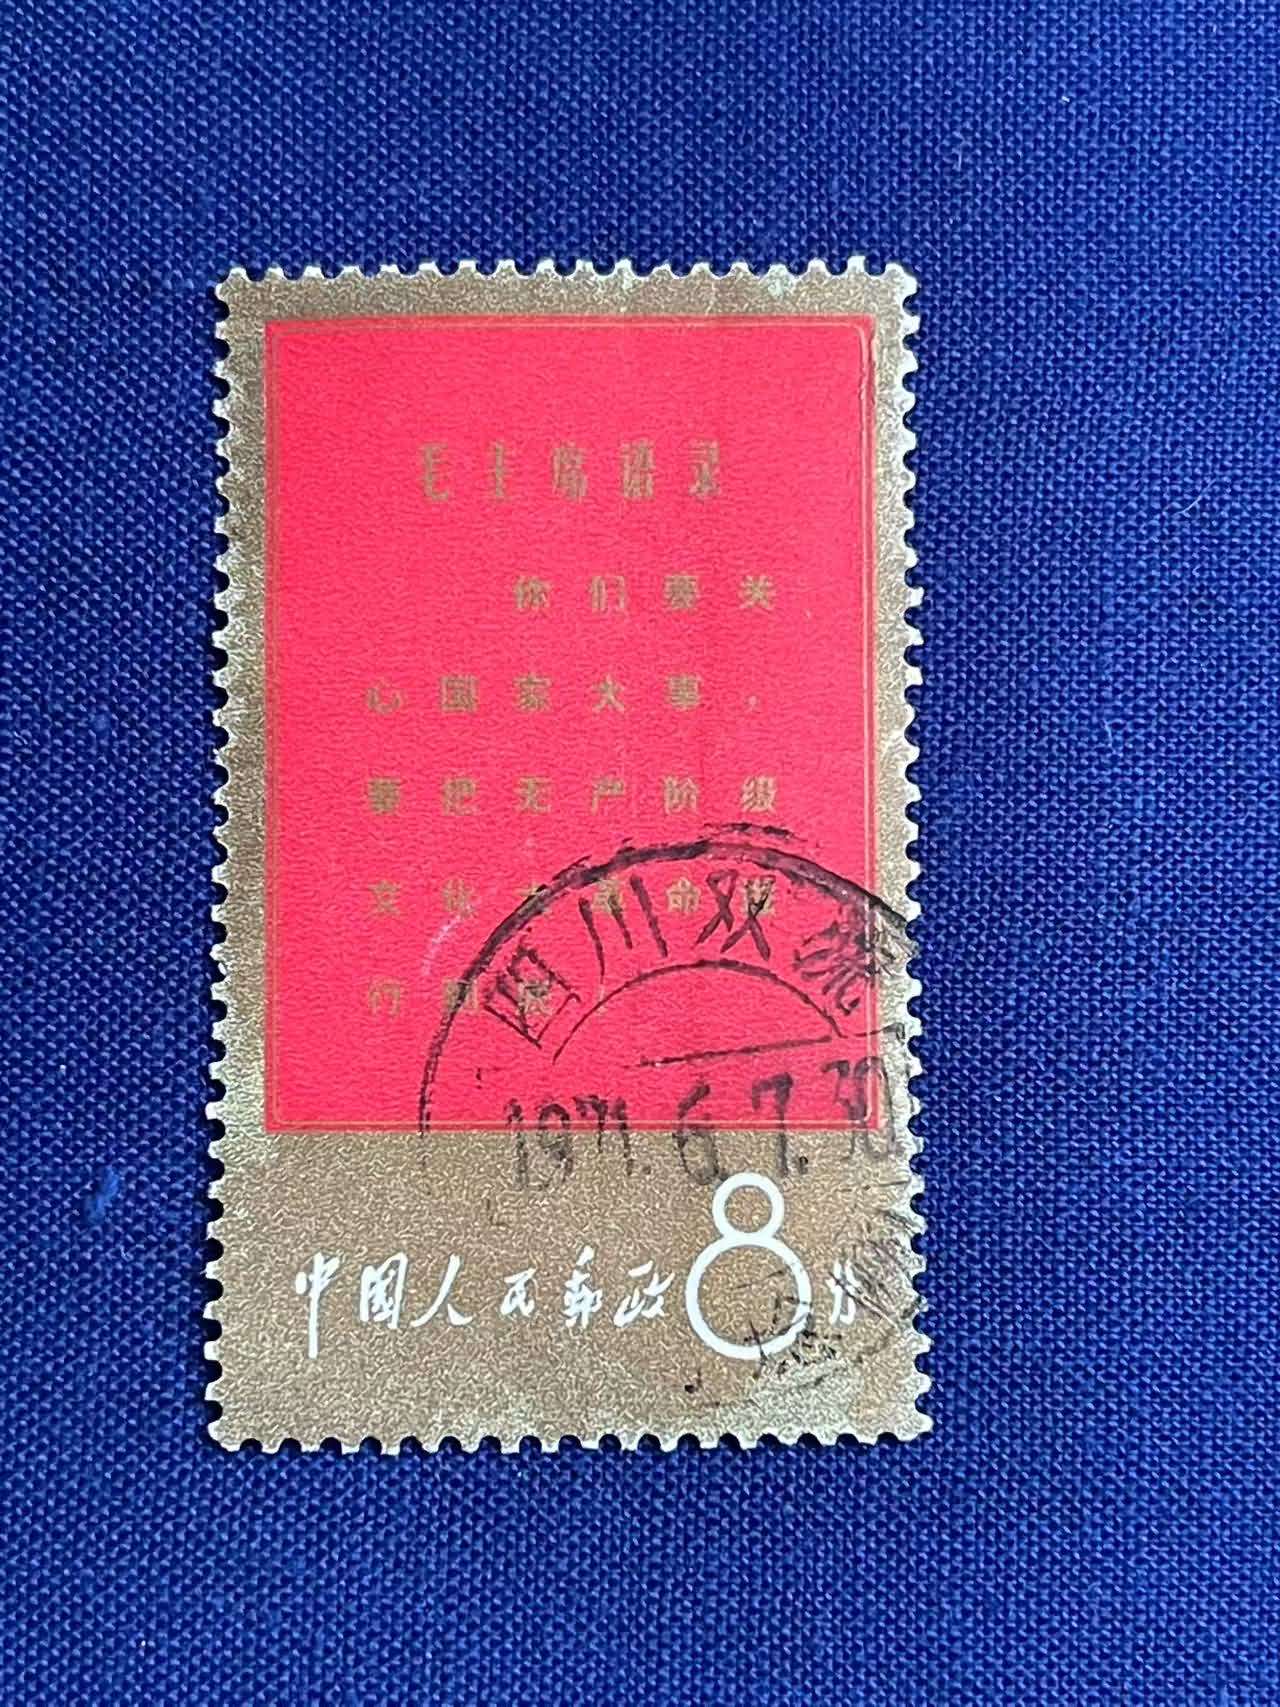 毛主席语录
你们要关
心国家大事，
要把无产阶级
文化大革命进
行到底！
四川双流
1971.6.7.
中国人民邮政8分